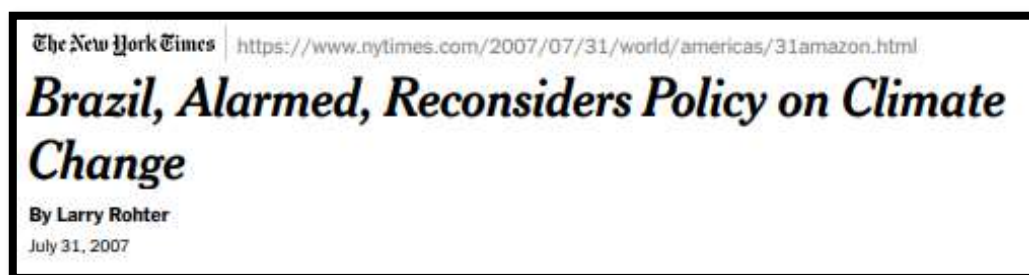 The New York Times | https://www.nytimes.com/2007/07/31/world/americas/31amazon.html
Brazil, Alarmed, Reconsiders Policy on Climate
Change
By Larry Rohter
July 31, 2007